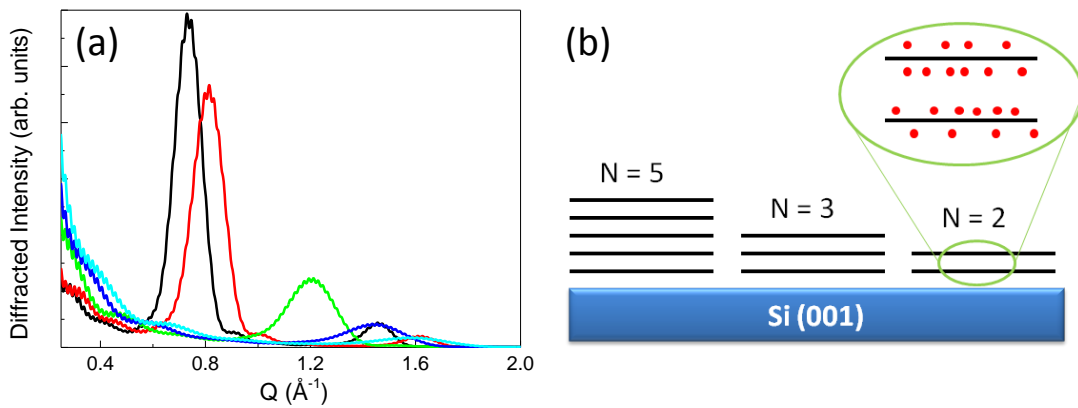 (a)
Diffracted Intensity (arb. units)
0.4 0.8 1.2 1.6 2.0
Q (Å⁻¹)
(b)
N = 5
N = 3
N = 2
Si (001)